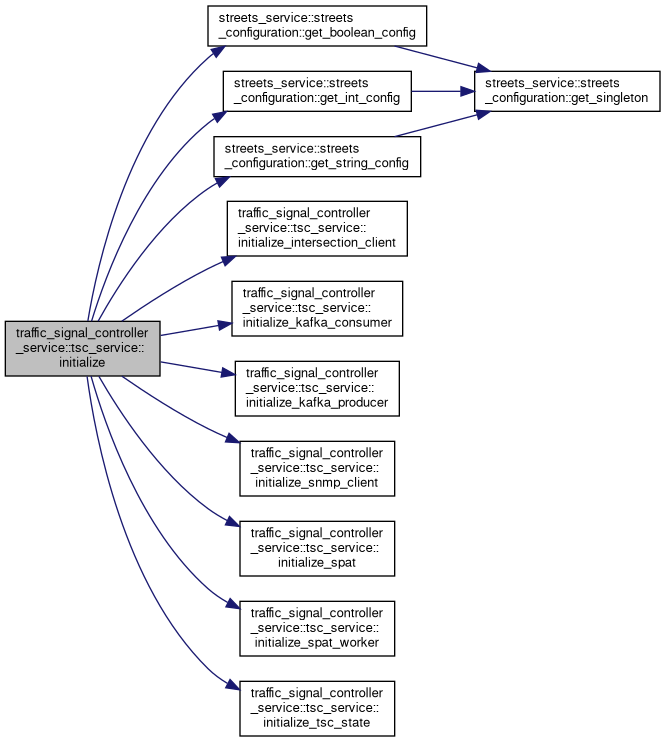 streets_service::streets
_configuration::get_boolean_config
streets_service::streets
_configuration::get_int_config
streets_service::streets
_configuration::get_singleton
streets_service::streets
_configuration::get_string_config
traffic_signal_controller
_service::tsc_service::
initialize_intersection_client
traffic_signal_controller
_service::tsc_service::
initialize_kafka_consumer
traffic_signal_controller
_service::tsc_service::
initialize
traffic_signal_controller
_service::tsc_service::
initialize_kafka_producer
traffic_signal_controller
_service::tsc_service::
initialize_snmp_client
traffic_signal_controller
_service::tsc_service::
initialize_spat
traffic_signal_controller
_service::tsc_service::
initialize_spat_worker
traffic_signal_controller
_service::tsc_service::
initialize_tsc_state